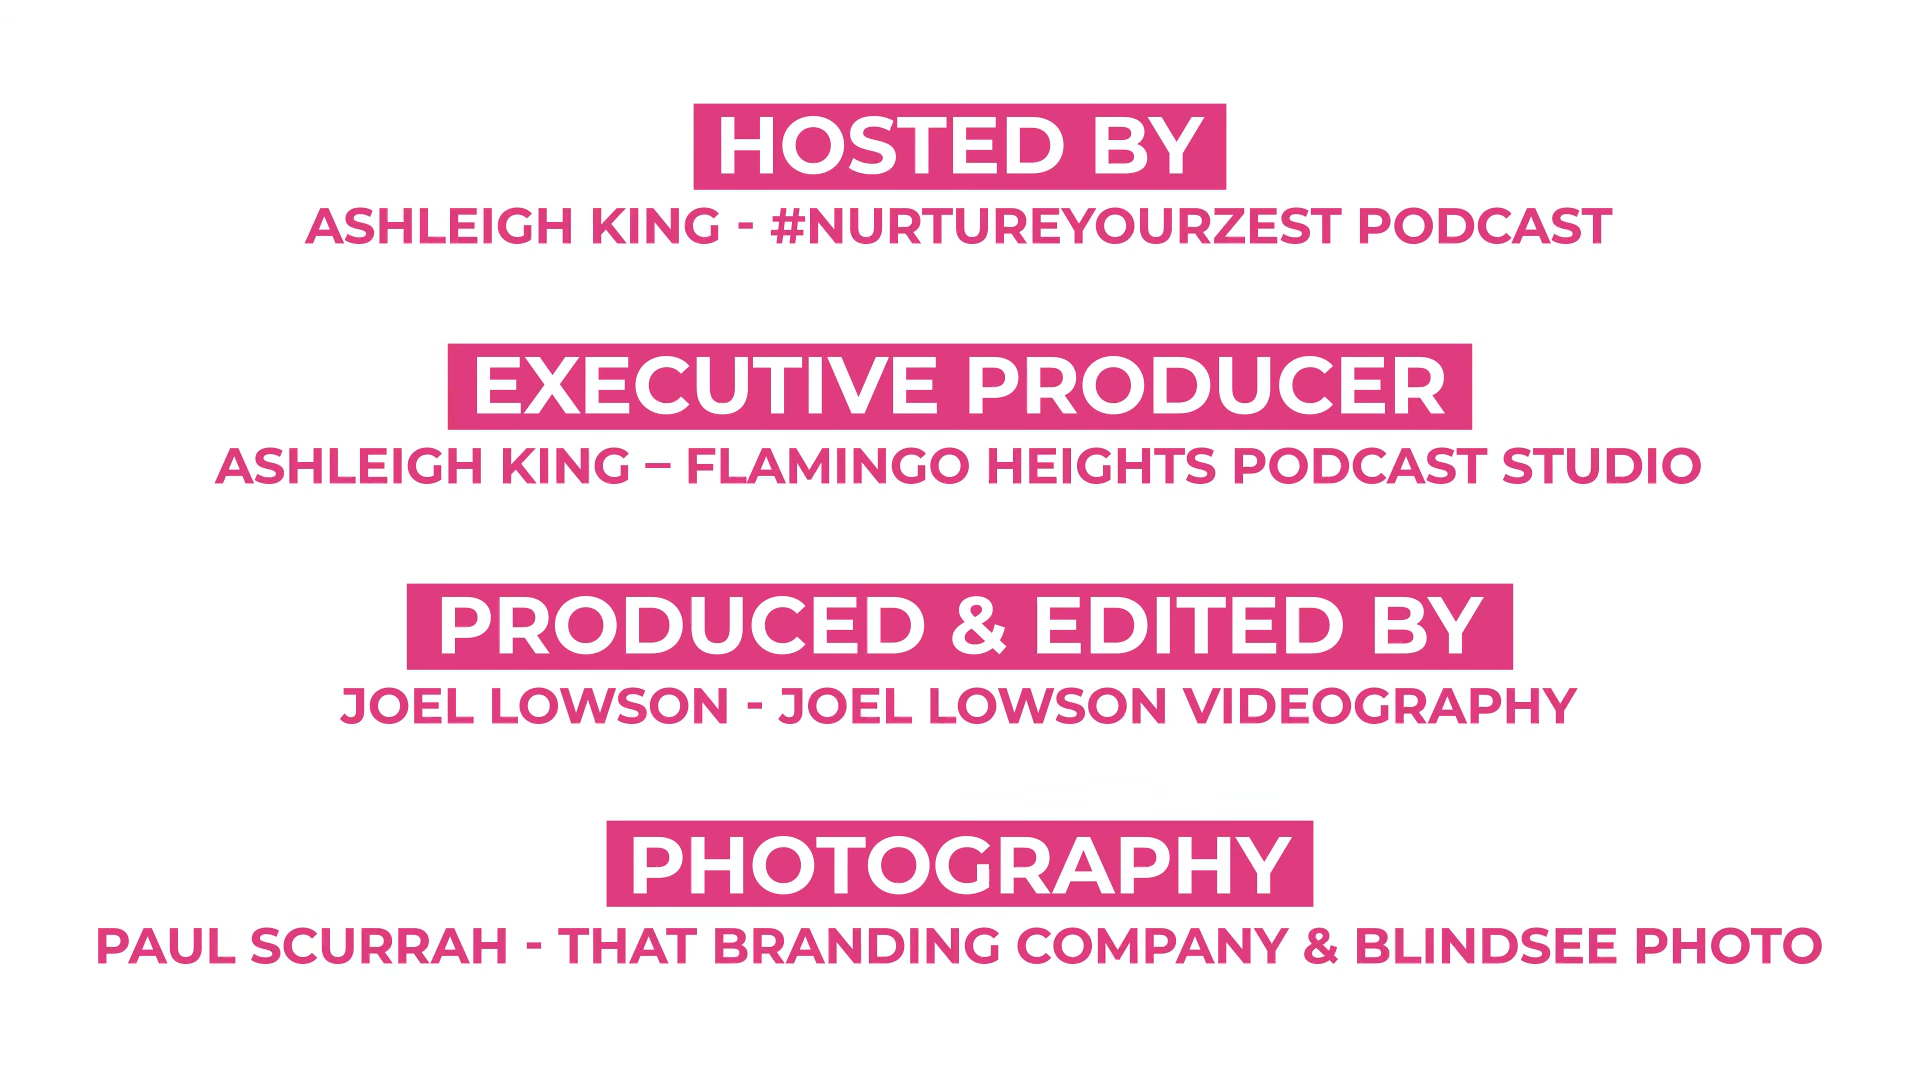 HOSTED BY
ASHLEIGH KING - #NURTUREYOURZEST PODCAST
EXECUTIVE PRODUCER
ASHLEIGH KING – FLAMINGO HEIGHTS PODCAST STUDIO
PRODUCED & EDITED BY
JOEL LOWSON - JOEL LOWSON VIDEOGRAPHY
PHOTOGRAPHY
PAUL SCURRAH - THAT BRANDING COMPANY & BLINDSEE PHOTO